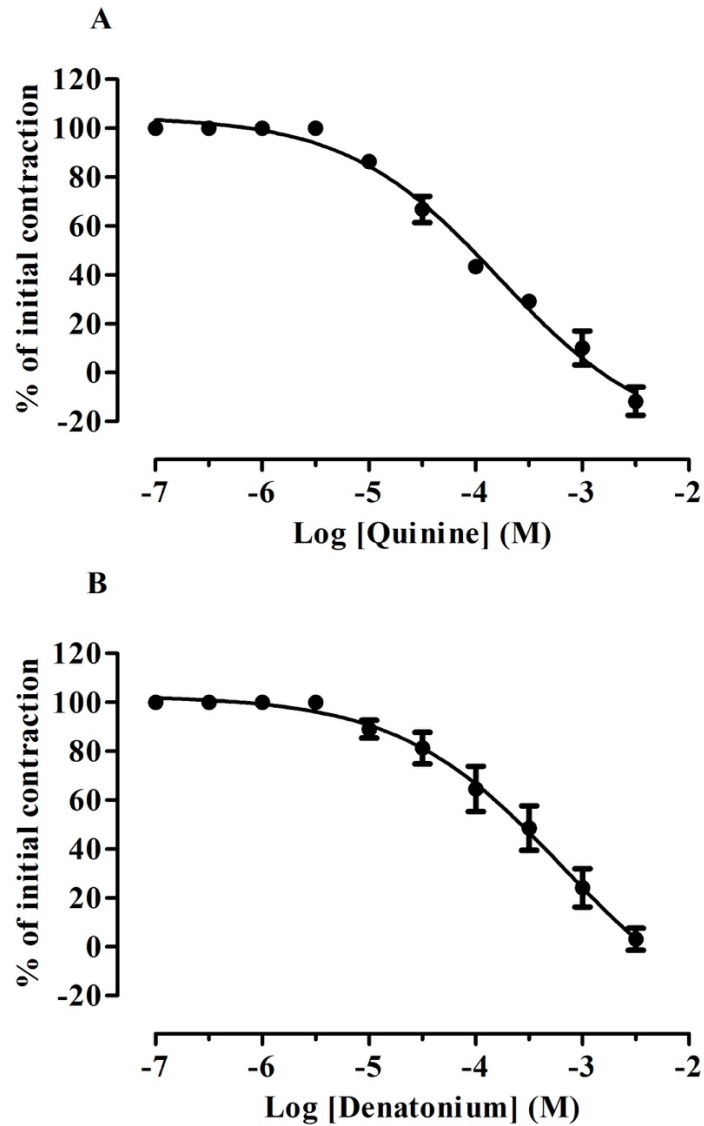 A
% of initial contraction
120
100
80
60
40
20
0
-20
-7 -6 -5 -4 -3 -2
Log [Quinine] (M)
B
% of initial contraction
120
100
80
60
40
20
0
-20
-7 -6 -5 -4 -3 -2
Log [Denatonium] (M)